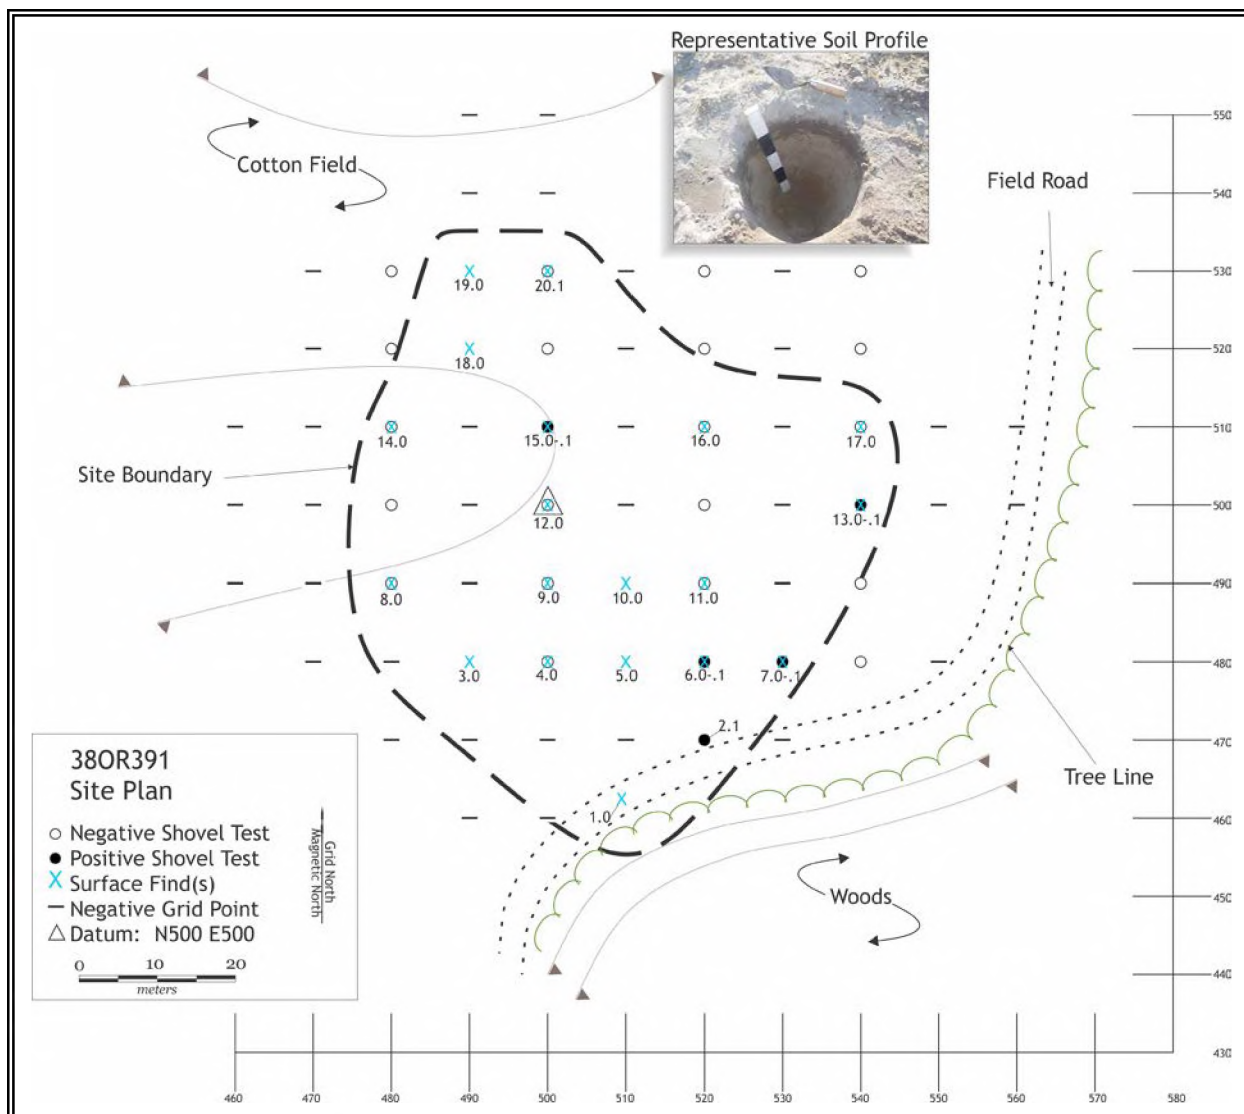 Representative Soil Profile
Cotton Field
Field Road
550
540
530
520
510
500
490
480
470
460
450
440
430
19.0
20.1
18.0
14.0
15.0-.1
16.0
17.0
Site Boundary
12.0
13.0-.1
8.0
9.0
10.0
11.0
3.0
4.0
5.0
6.0-.1
7.0-.1
2.1
1.0
Tree Line
Woods
38OR391
Site Plan
Negative Shovel Test
Positive Shovel Test
X Surface Find(s)
Negative Grid Point
Datum: N500 E500
Grid North
Magnetic North
0 10 20
meters
460 470 480 490 500 510 520 530 540 550 560 570 580